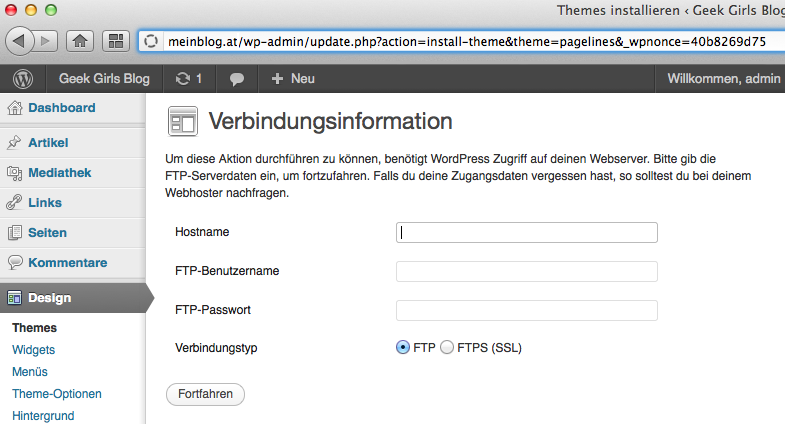 Themes installieren ‹ Geek Girls Blog
meinblog.at/wp-admin/update.php?action=install-theme&theme=pagelines&_wpnonce=40b8269d75
Geek Girls Blog 1 + Neu Willkommen, admin
Dashboard
Artikel
Mediathek
Links
Seiten
Kommentare
Design
Themes
Widgets
Menüs
Theme-Optionen
Hintergrund
Verbindungsinformation
Um diese Aktion durchführen zu können, benötigt WordPress Zugriff auf deinen Webserver. Bitte gib die
FTP-Serverdaten ein, um fortzufahren. Falls du deine Zugangsdaten vergessen hast, so solltest du bei deinem
Webhoster nachfragen.
Hostname
FTP-Benutzername
FTP-Passwort
Verbindungstyp FTP FTPS (SSL)
Fortfahren